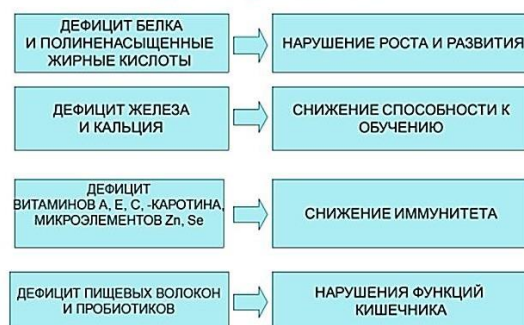 ДЕФИЦИТ БЕЛКА
И ПОЛИНЕНАСЫЩЕННЫЕ
ЖИРНЫЕ КИСЛОТЫ
НАРУШЕНИЕ РОСТА И РАЗВИТИЯ
ДЕФИЦИТ ЖЕЛЕЗА
И КАЛЬЦИЯ
СНИЖЕНИЕ СПОСОБНОСТИ К
ОБУЧЕНИЮ
ДЕФИЦИТ
ВИТАМИНОВ А, Е, С, -КАРОТИНА,
МИКРОЭЛЕМЕНТОВ Zn, Se
СНИЖЕНИЕ ИММУНИТЕТА
ДЕФИЦИТ ПИЩЕВЫХ ВОЛОКОН
И ПРОБИОТИКОВ
НАРУШЕНИЯ ФУНКЦИЙ
КИШЕЧНИКА